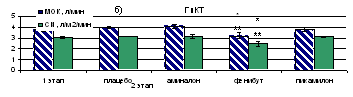 МОК, л/мин
СИ, л/м2/мин
б) ГлКТ
* *
** **
5
4
3
2
1
0
1 этап плацебо аминалон фенибут пикамилон
2 этап